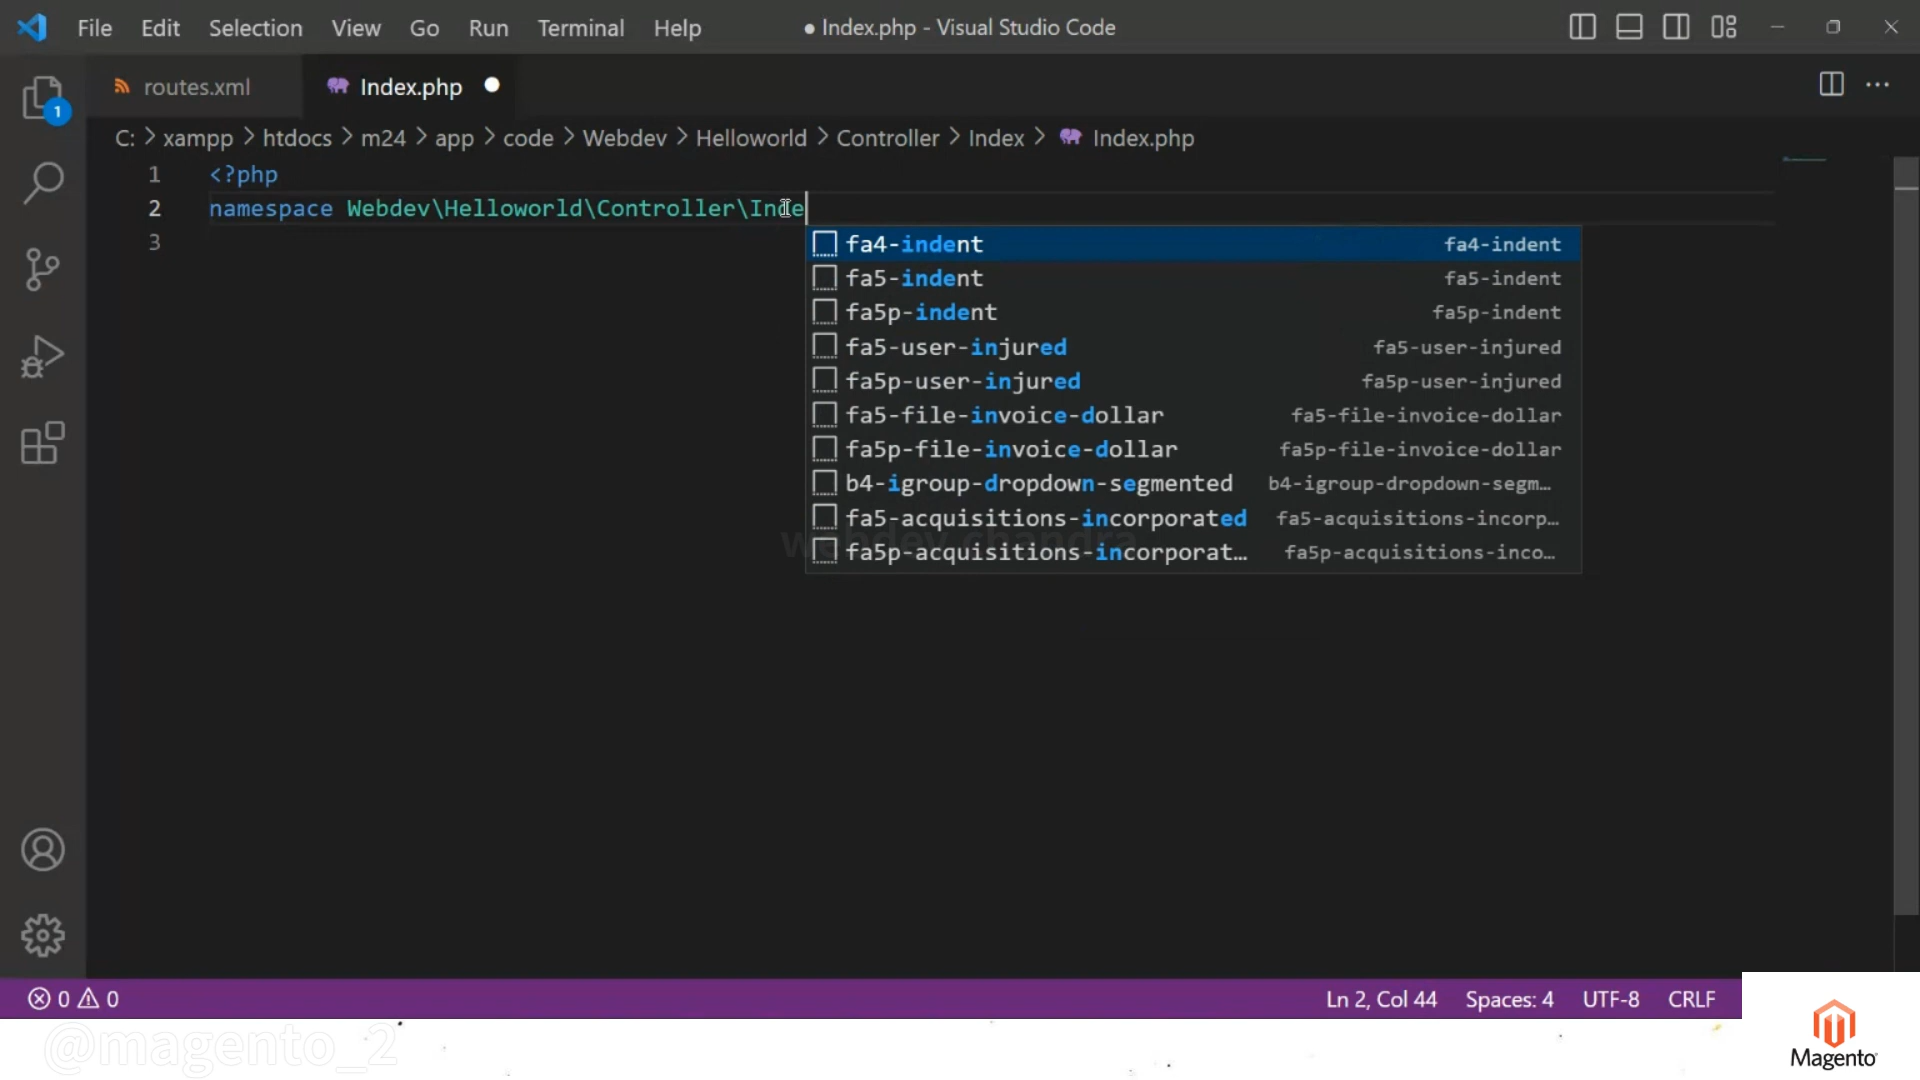 File Edit Selection View Go Run Terminal Help ● Index.php - Visual Studio Code
1 routes.xml Index.php ●
C: > xampp > htdocs > m24 > app > code > Webdev > Helloworld > Controller > Index > Index.php
1 <?php
2 namespace Webdev\Helloworld\Controller\Inde
3
fa4-indent fa4-indent
fa5-indent fa5-indent
fa5p-indent fa5p-indent
fa5-user-injured fa5-user-injured
fa5p-user-injured fa5p-user-injured
fa5-file-invoice-dollar fa5-file-invoice-dollar
fa5p-file-invoice-dollar fa5p-file-invoice-dollar
b4-igroup-dropdown-segmented b4-igroup-dropdown-segm…
fa5-acquisitions-incorporated fa5-acquisitions-incorp…
webdev chandra
fa5p-acquisitions-incorporat… fa5p-acquisitions-inco…
0 0 Ln 2, Col 44 Spaces: 4 UTF-8 CRLF
@magento_2
Magento